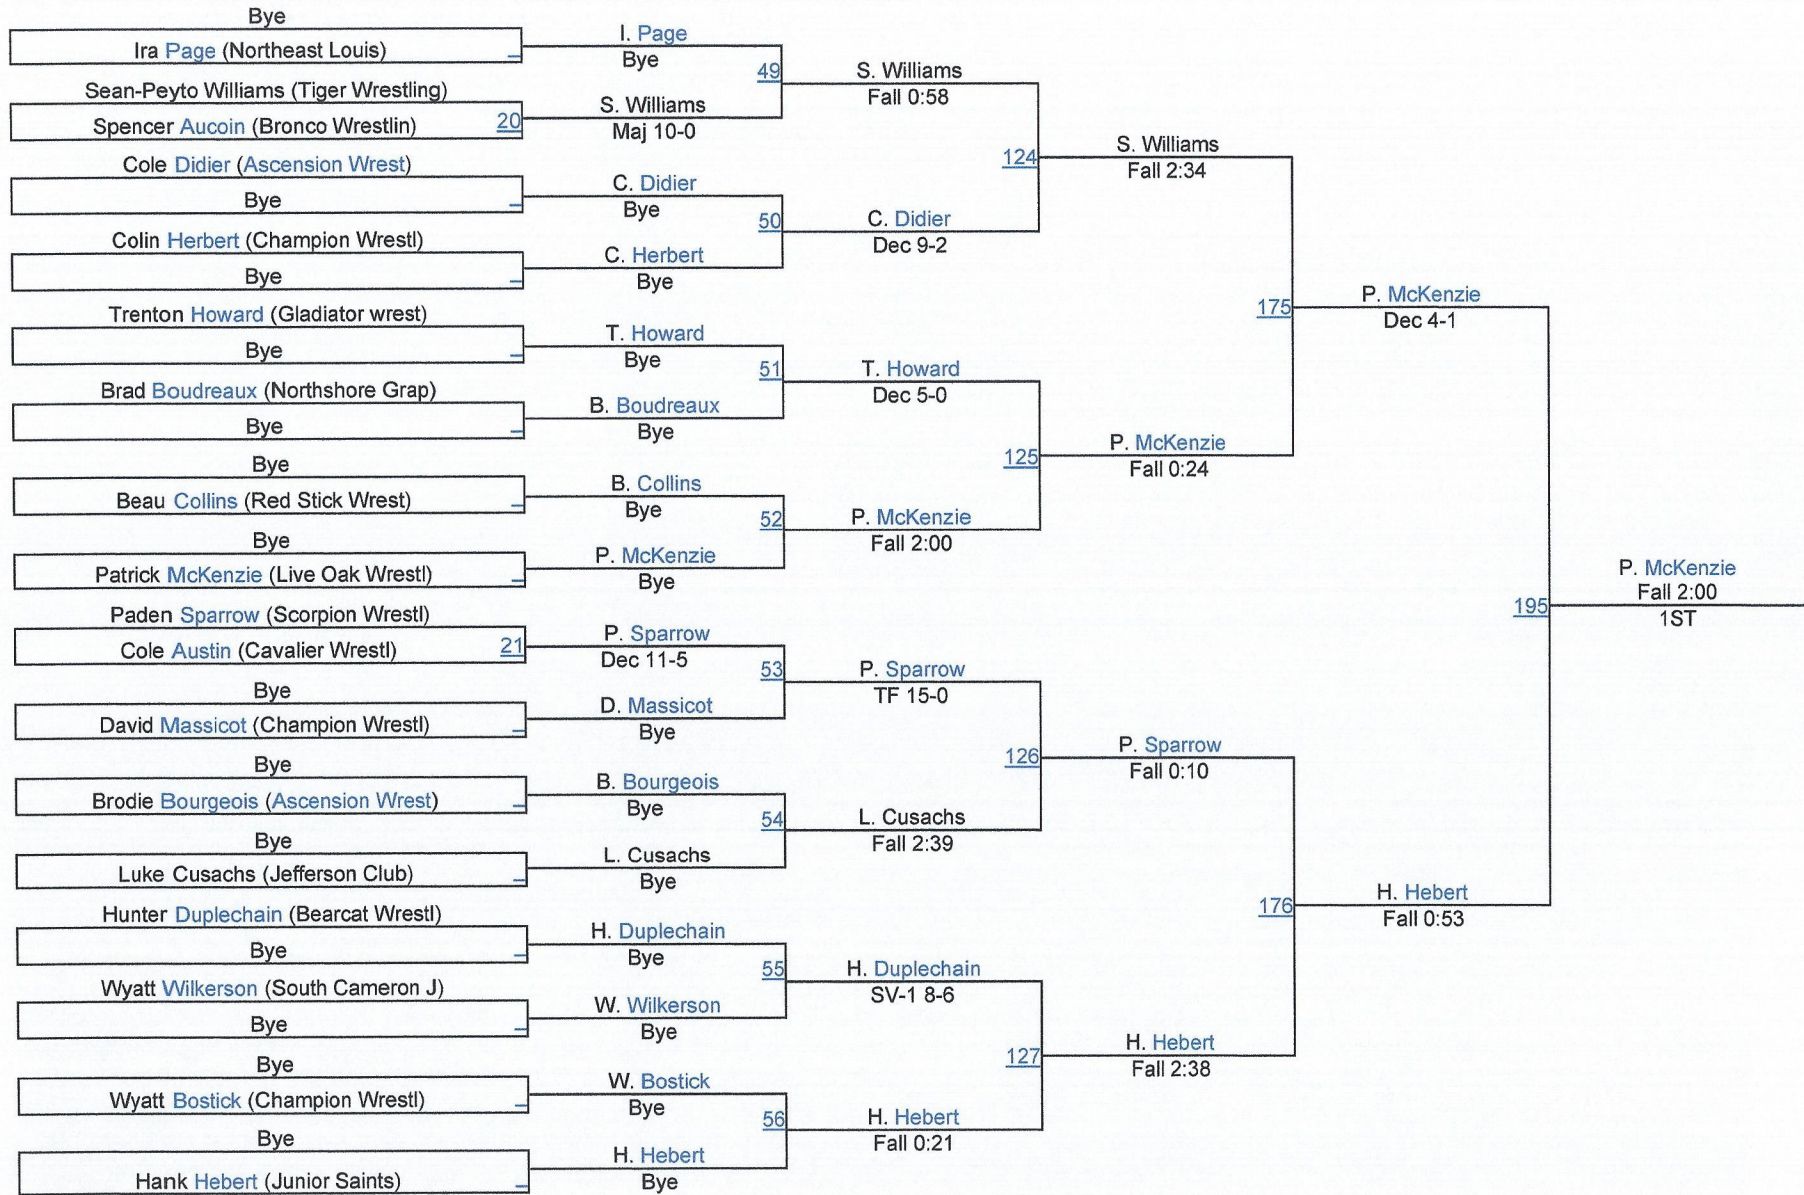 Bye
Ira Page (Northeast Louis)
Sean-Peyto Williams (Tiger Wrestling)
Spencer Aucoin (Bronco Wrestlin)
20
Cole Didier (Ascension Wrest)
Bye
Colin Herbert (Champion Wrestl)
Bye
Trenton Howard (Gladiator wrest)
Bye
Brad Boudreaux (Northshore Grap)
Bye
Bye
Beau Collins (Red Stick Wrest)
Bye
Patrick McKenzie (Live Oak Wrestl)
Paden Sparrow (Scorpion Wrestl)
Cole Austin (Cavalier Wrestl)
21
Bye
David Massicot (Champion Wrestl)
Bye
Brodie Bourgeois (Ascension Wrest)
Bye
Luke Cusachs (Jefferson Club)
Hunter Duplechain (Bearcat Wrestl)
Bye
Wyatt Wilkerson (South Cameron J)
Bye
Bye
Wyatt Bostick (Champion Wrestl)
Bye
Hank Hebert (Junior Saints)
I. Page
Bye
49
S. Williams
Maj 10-0
C. Didier
Bye
50
C. Herbert
Bye
T. Howard
Bye
51
B. Boudreaux
Bye
B. Collins
Bye
52
P. McKenzie
Bye
P. Sparrow
Dec 11-5
53
D. Massicot
Bye
B. Bourgeois
Bye
54
L. Cusachs
Bye
H. Duplechain
Bye
55
W. Wilkerson
Bye
W. Bostick
Bye
56
H. Hebert
Bye
S. Williams
Fall 0:58
124
C. Didier
Dec 9-2
T. Howard
Dec 5-0
125
P. McKenzie
Fall 2:00
P. Sparrow
TF 15-0
126
L. Cusachs
Fall 2:39
H. Duplechain
SV-1 8-6
127
H. Hebert
Fall 0:21
S. Williams
Fall 2:34
175
P. McKenzie
Fall 0:24
P. Sparrow
Fall 0:10
176
H. Hebert
Fall 2:38
P. McKenzie
Dec 4-1
195
H. Hebert
Fall 0:53
P. McKenzie
Fall 2:00
1ST